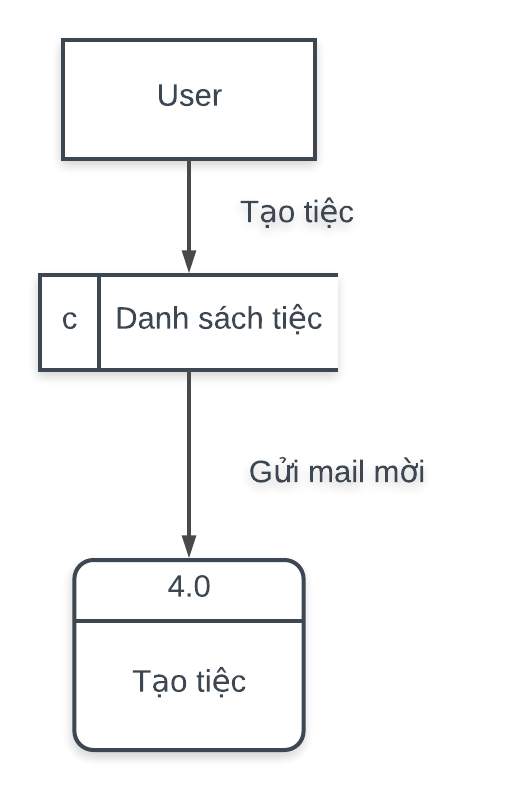 User
Tạo tiệc
c
Danh sách tiệc
Gửi mail mời
4.0
Tạo tiệc